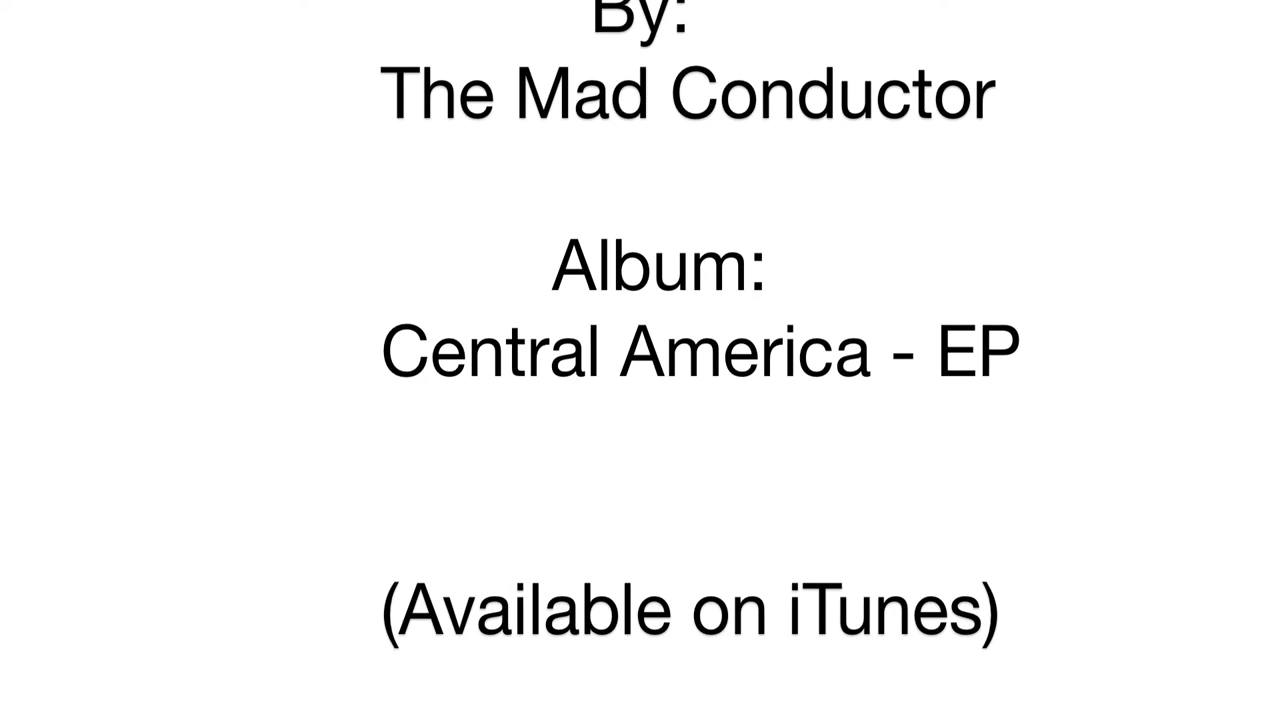 By:
The Mad Conductor
Album:
Central America - EP
(Available on iTunes)